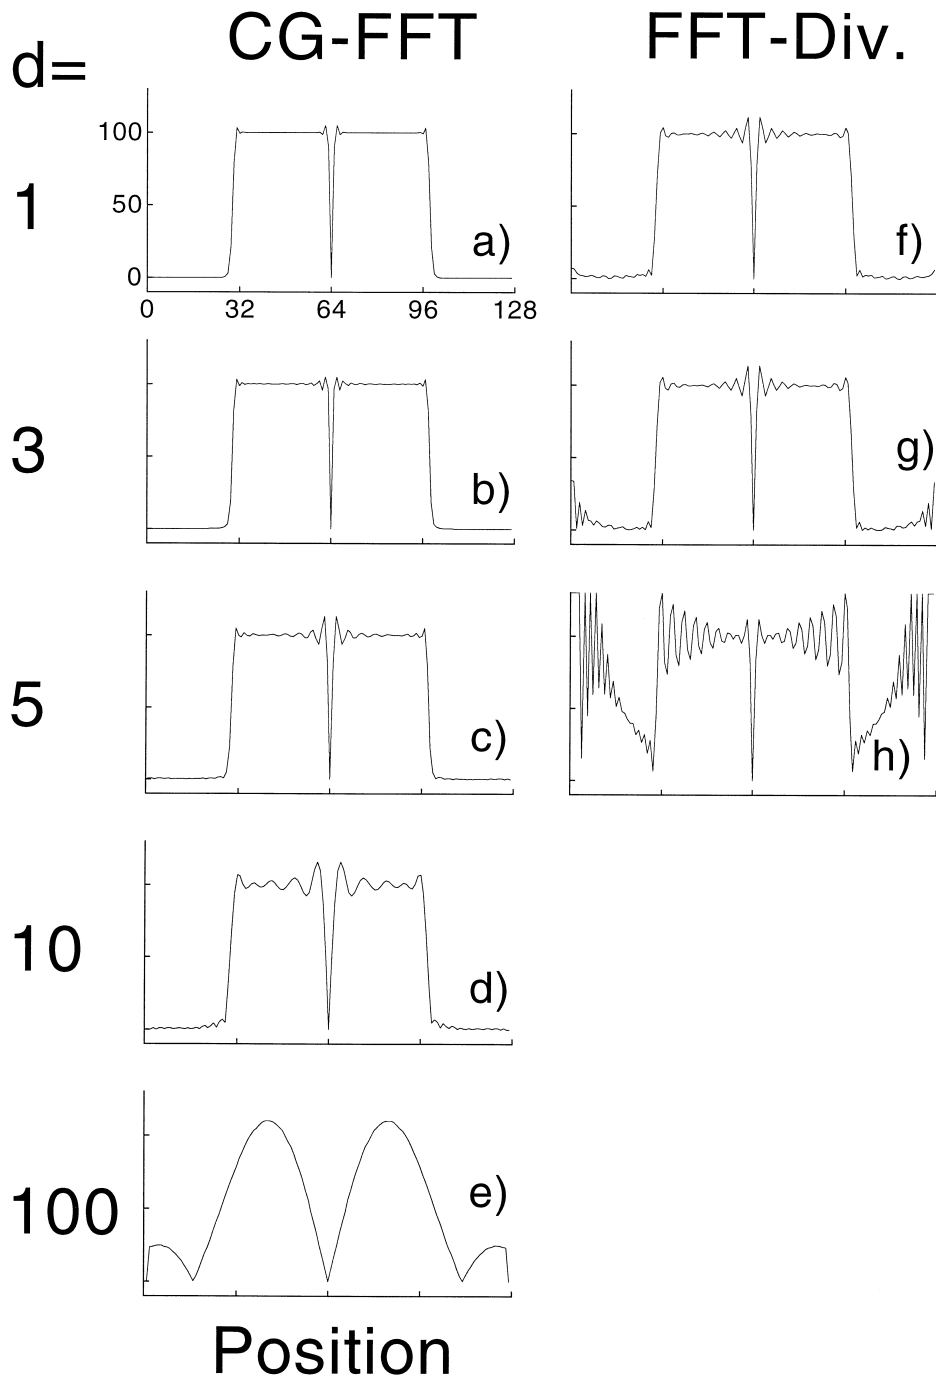 CG-FFT FFT-Div.
d=
100
1
50
a) f)
0
0 32 64 96 128
3
g)
b)
5
c)
h)
10
d)
100
e)
Position